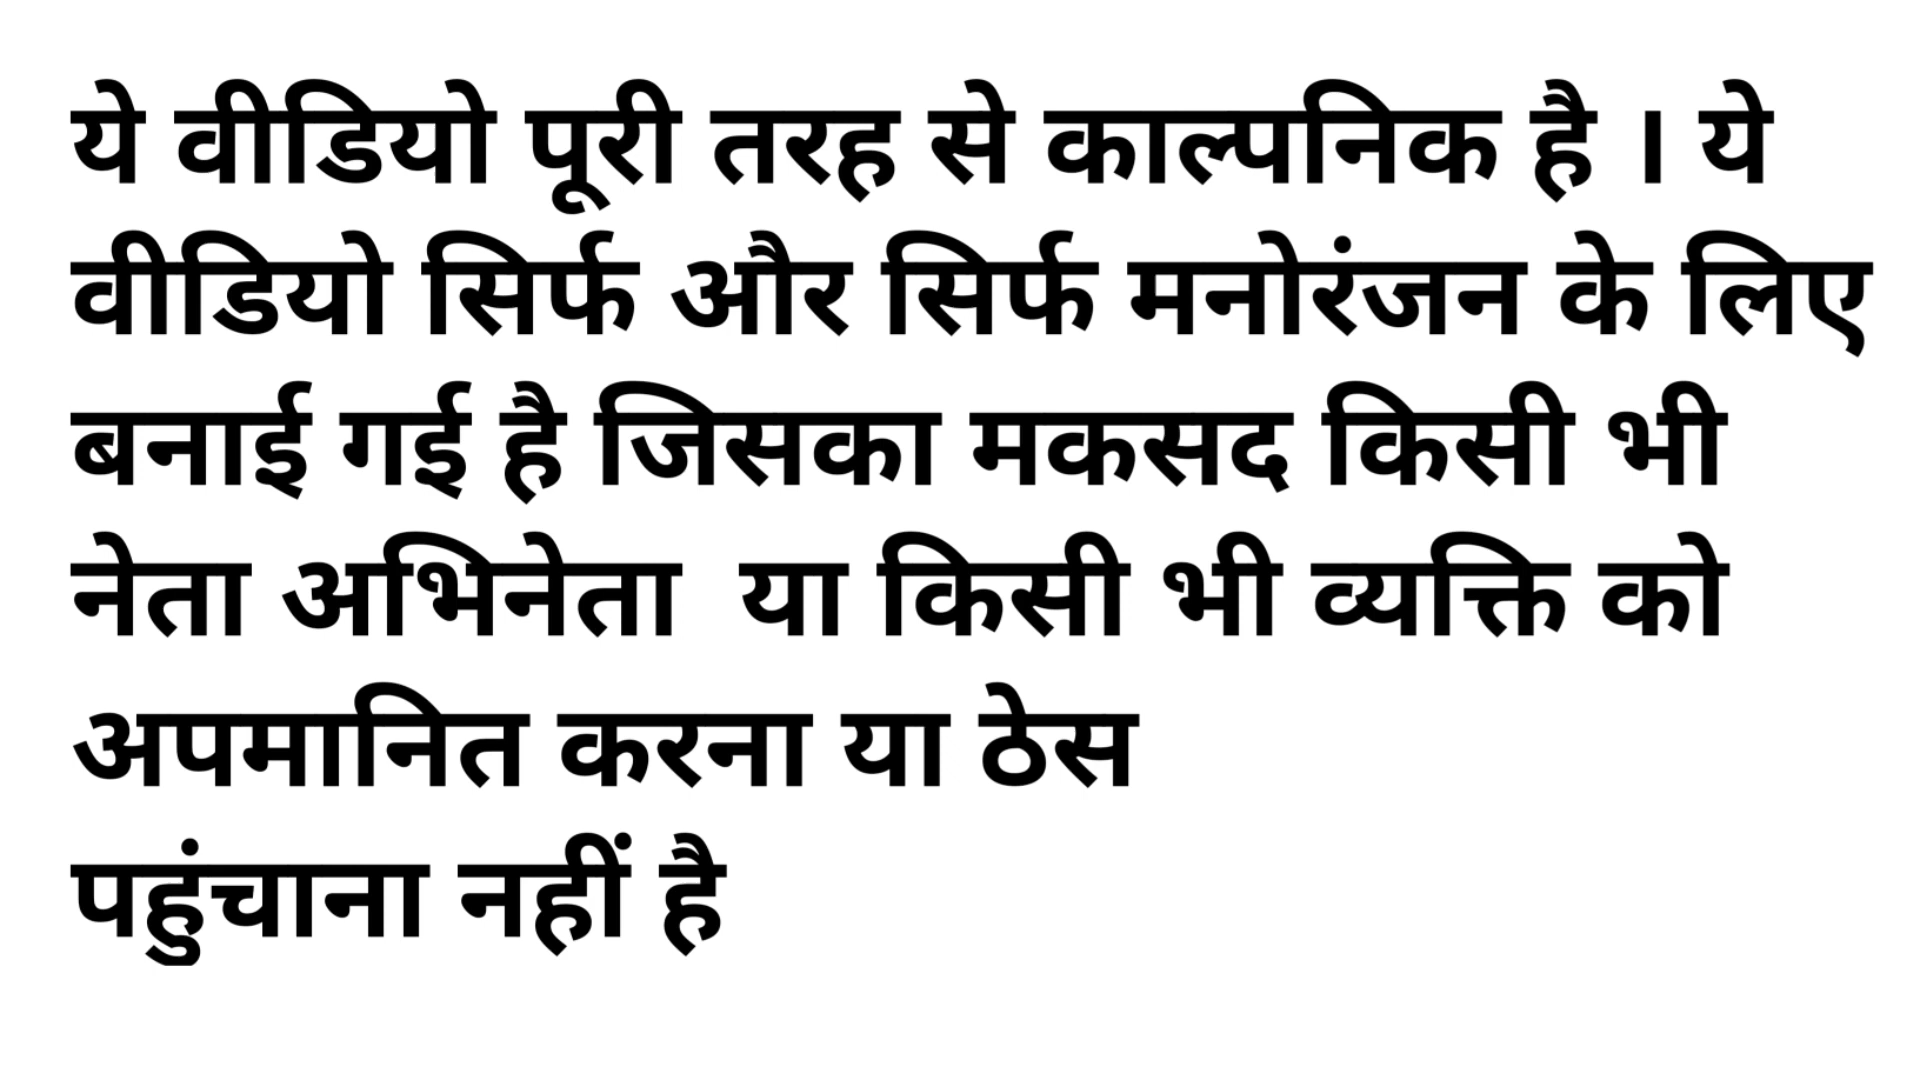 ये वीडियो पूरी तरह से काल्पनिक है । ये
वीडियो सिर्फ और सिर्फ मनोरंजन के लिए
बनाई गई है जिसका मकसद किसी भी
नेता अभिनेता  या किसी भी व्यक्ति को
अपमानित करना या ठेस
पहुंचाना नहीं है